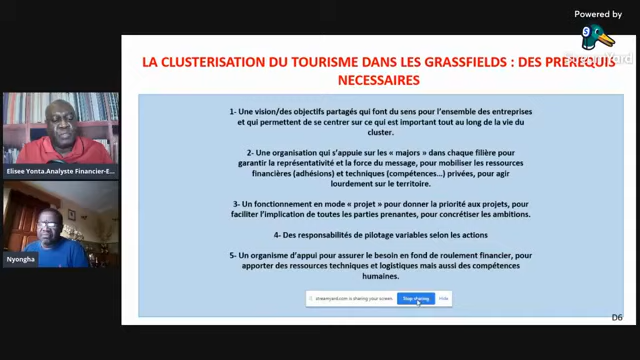 Powered by
StreamYard
LA CLUSTERISATION DU TOURISME DANS LES GRASSFIELDS : DES PREREQUIS
NECESSAIRES
1- Une vision/des objectifs partagés qui font du sens pour l'ensemble des entreprises
et qui permettent de se centrer sur ce qui est important tout au long de la vie du
cluster.
2- Une organisation qui s'appuie sur les « majors » dans chaque filière pour
garantir la représentativité et la force du message, pour mobiliser les ressources
financières (adhésions) et techniques (compétences...) privées, pour agir
lourdement sur le territoire.
3- Un fonctionnement en mode « projet » pour donner la priorité aux projets, pour
faciliter l'implication de toutes les parties prenantes, pour concrétiser les ambitions.
4- Des responsabilités de pilotage variables selon les actions
5- Un organisme d'appui pour assurer le besoin en fond de roulement financier, pour
apporter des ressources techniques et logistiques mais aussi des compétences
humaines.
Elisee Yonta.Analyste Financier-E...
Nyongha
streamyard.com is sharing your screen.
Stop sharing
Hide
D6